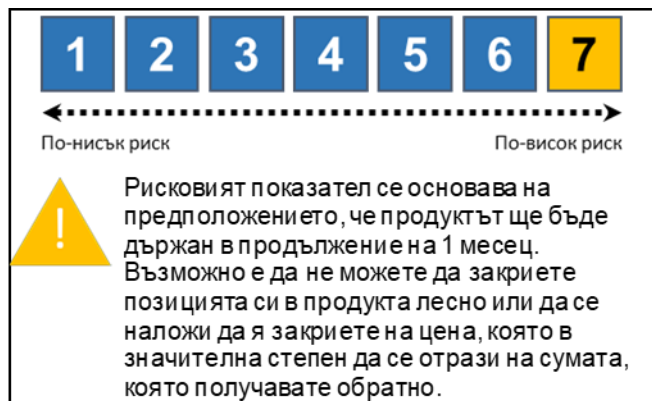 1 2 3 4 5 6 7
По-нисък риск По-висок риск
! Рисковият показател се основава на
предположението, че продуктът ще бъде
държан в продължение на 1 месец.
Възможно е да не можете да закриете
позицията си в продукта лесно или да се
наложи да я закриете на цена, която в
значителна степен да се отрази на сумата,
която получавате обратно.